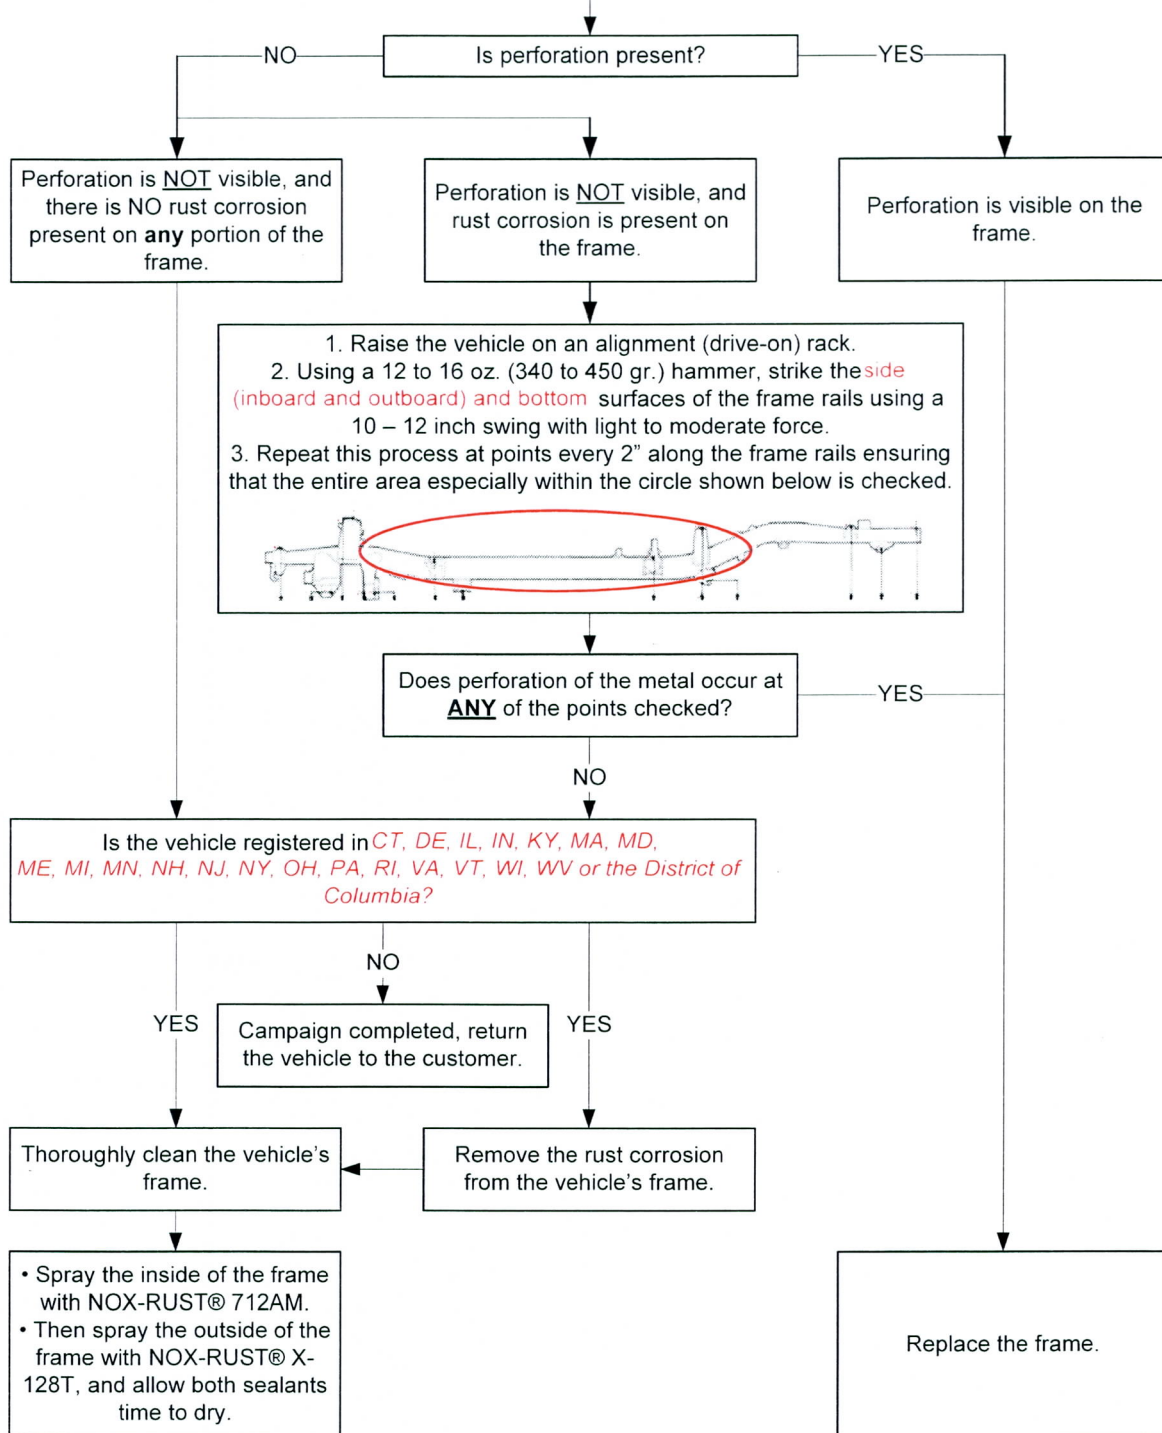 Is perforation present?
NO
YES
Perforation is NOT visible, and
there is NO rust corrosion
present on any portion of the
frame.
Perforation is NOT visible, and
rust corrosion is present on
the frame.
Perforation is visible on the
frame.
1. Raise the vehicle on an alignment (drive-on) rack.
2. Using a 12 to 16 oz. (340 to 450 gr.) hammer, strike the side
(inboard and outboard) and bottom surfaces of the frame rails using a
10 – 12 inch swing with light to moderate force.
3. Repeat this process at points every 2” along the frame rails ensuring
that the entire area especially within the circle shown below is checked.
Does perforation of the metal occur at
ANY of the points checked?
YES
NO
Is the vehicle registered in CT, DE, IL, IN, KY, MA, MD,
ME, MI, MN, NH, NJ, NY, OH, PA, RI, VA, VT, WI, WV or the District of
Columbia?
NO
YES
YES
Campaign completed, return
the vehicle to the customer.
Thoroughly clean the vehicle’s
frame.
Remove the rust corrosion
from the vehicle’s frame.
• Spray the inside of the frame
with NOX-RUST® 712AM.
• Then spray the outside of the
frame with NOX-RUST® X-
128T, and allow both sealants
time to dry.
Replace the frame.